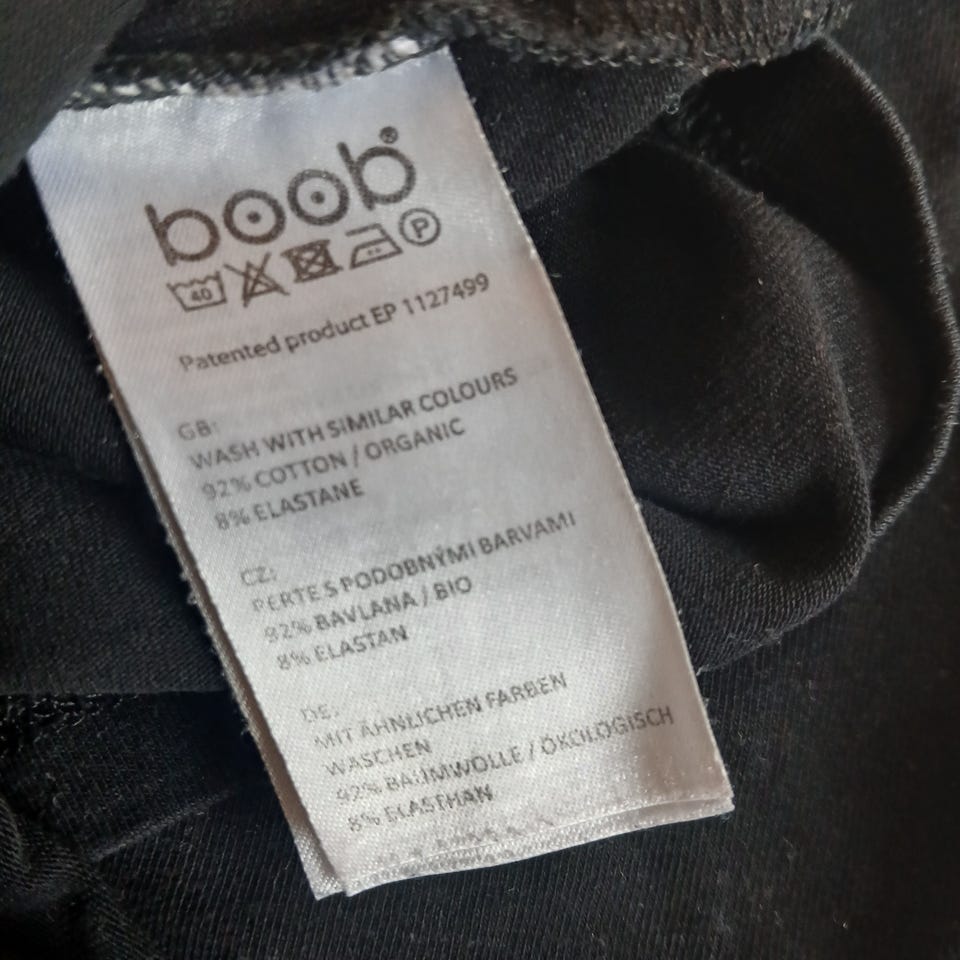 boob®
40 P
Patented product EP 1127499
GB:
WASH WITH SIMILAR COLOURS
92% COTTON / ORGANIC
8% ELASTANE
CZ:
PERTE S PODOBNÝMI BARVAMI
92% BAVLANA / BIO
8% ELASTAN
DE:
MIT ÄHNLICHEN FARBEN
WASCHEN
92% BAUMWOLLE / ÖKOLOGISCH
8% ELASTHAN